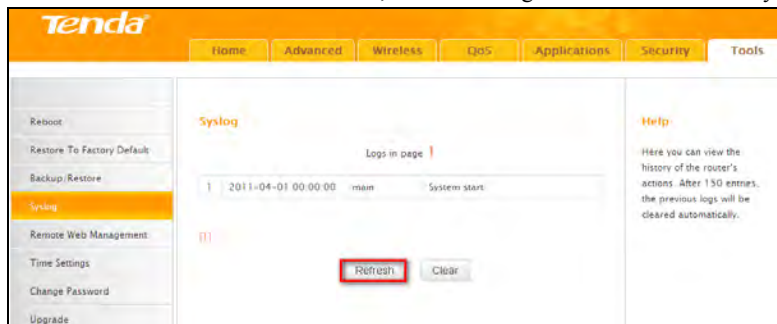 Tenda
Home Advanced Wireless QoS Applications Security Tools
Reboot
Restore To Factory Default
Backup/Restore
Syslog
Remote Web Management
Time Settings
Change Password
Upgrade
Syslog
Logs in page 1
1 2011-04-01 00:00:00 main System start
[1]
Refresh Clear
Help
Here you can view the
history of the router's
actions. After 150 entries,
the previous logs will be
cleared automatically.